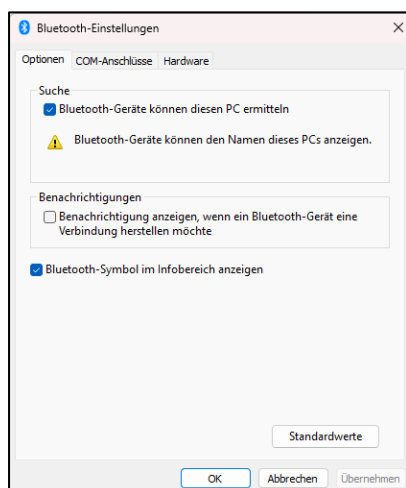 Bluetooth-Einstellungen
Optionen COM-Anschlüsse Hardware
Suche
Bluetooth-Geräte können diesen PC ermitteln
Bluetooth-Geräte können den Namen dieses PCs anzeigen.
Benachrichtigungen
Benachrichtigung anzeigen, wenn ein Bluetooth-Gerät eine
Verbindung herstellen möchte
Bluetooth-Symbol im Infobereich anzeigen
Standardwerte
OK Abbrechen Übernehmen